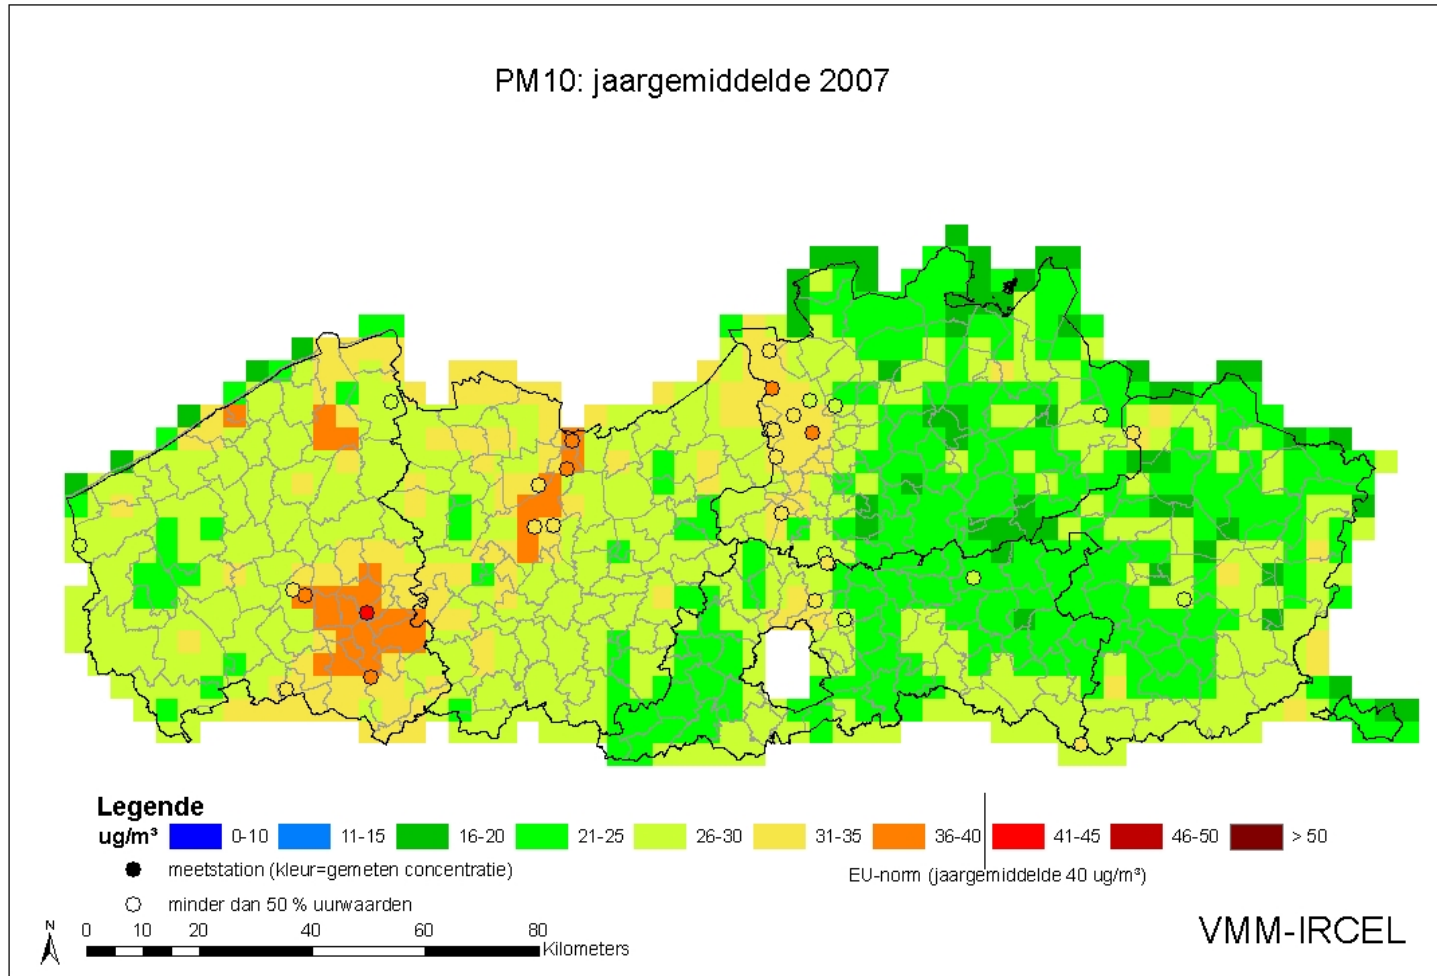 PM10: jaargemiddelde 2007
Legende
ug/m³ 0-10 11-15 16-20 21-25 26-30 31-35 36-40 41-45 46-50 > 50
meetstation (kleur=gemeten concentratie)
EU-norm (jaargemiddelde 40 ug/m³)
minder dan 50 % uurwaarden
N
0 10 20 40 60 80
Kilometers
VMM-IRCEL